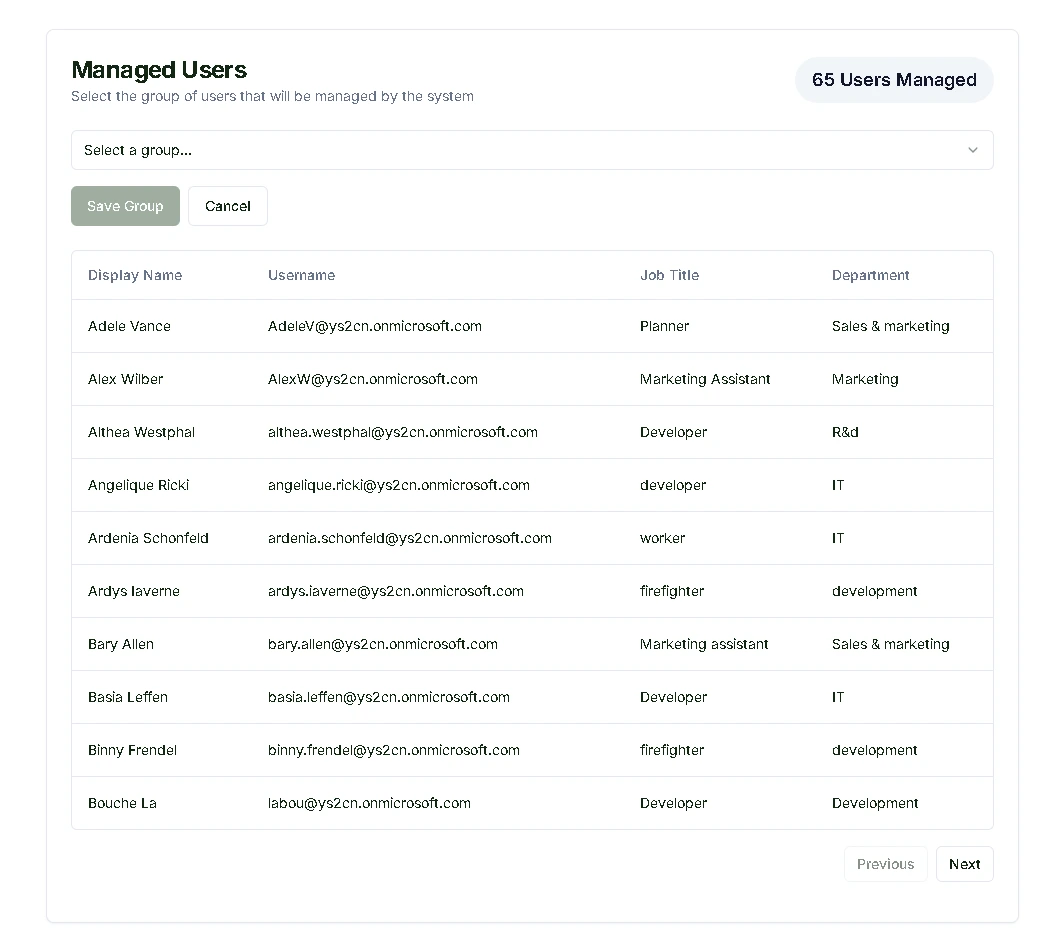 Managed Users
Select the group of users that will be managed by the system
65 Users Managed
Select a group...
Save Group Cancel
Display Name Username Job Title Department
Adele Vance AdeleV@ys2cn.onmicrosoft.com Planner Sales & marketing
Alex Wilber AlexW@ys2cn.onmicrosoft.com Marketing Assistant Marketing
Althea Westphal althea.westphal@ys2cn.onmicrosoft.com Developer R&d
Angelique Ricki angelique.ricki@ys2cn.onmicrosoft.com developer IT
Ardenia Schonfeld ardenia.schonfeld@ys2cn.onmicrosoft.com worker IT
Ardys Iaverne ardys.iaverne@ys2cn.onmicrosoft.com firefighter development
Bary Allen bary.allen@ys2cn.onmicrosoft.com Marketing assistant Sales & marketing
Basia Leffen basia.leffen@ys2cn.onmicrosoft.com Developer IT
Binny Frendel binny.frendel@ys2cn.onmicrosoft.com firefighter development
Bouche La labou@ys2cn.onmicrosoft.com Developer Development
Previous Next